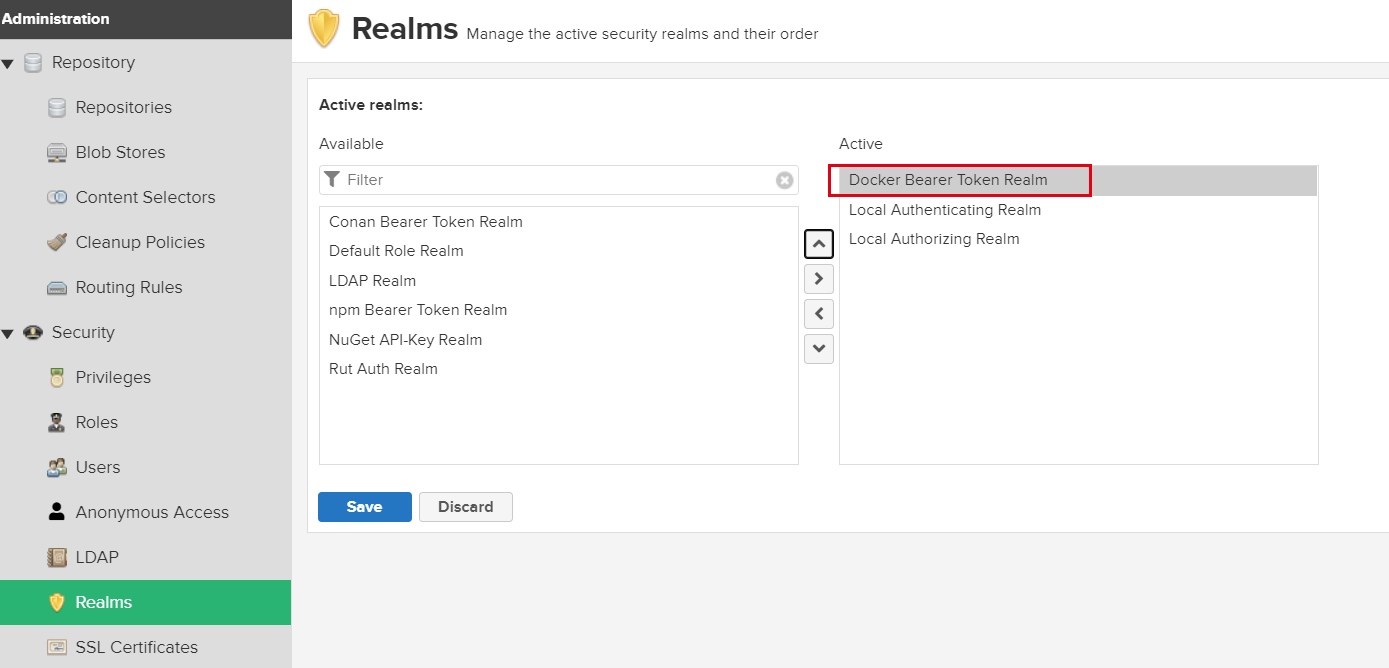 Administration
Repository
Repositories
Blob Stores
Content Selectors
Cleanup Policies
Routing Rules
Security
Privileges
Roles
Users
Anonymous Access
LDAP
Realms
SSL Certificates
Realms Manage the active security realms and their order
Active realms:
Available
Filter
Conan Bearer Token Realm
Default Role Realm
LDAP Realm
npm Bearer Token Realm
NuGet API-Key Realm
Rut Auth Realm
Active
Docker Bearer Token Realm
Local Authenticating Realm
Local Authorizing Realm
Save Discard